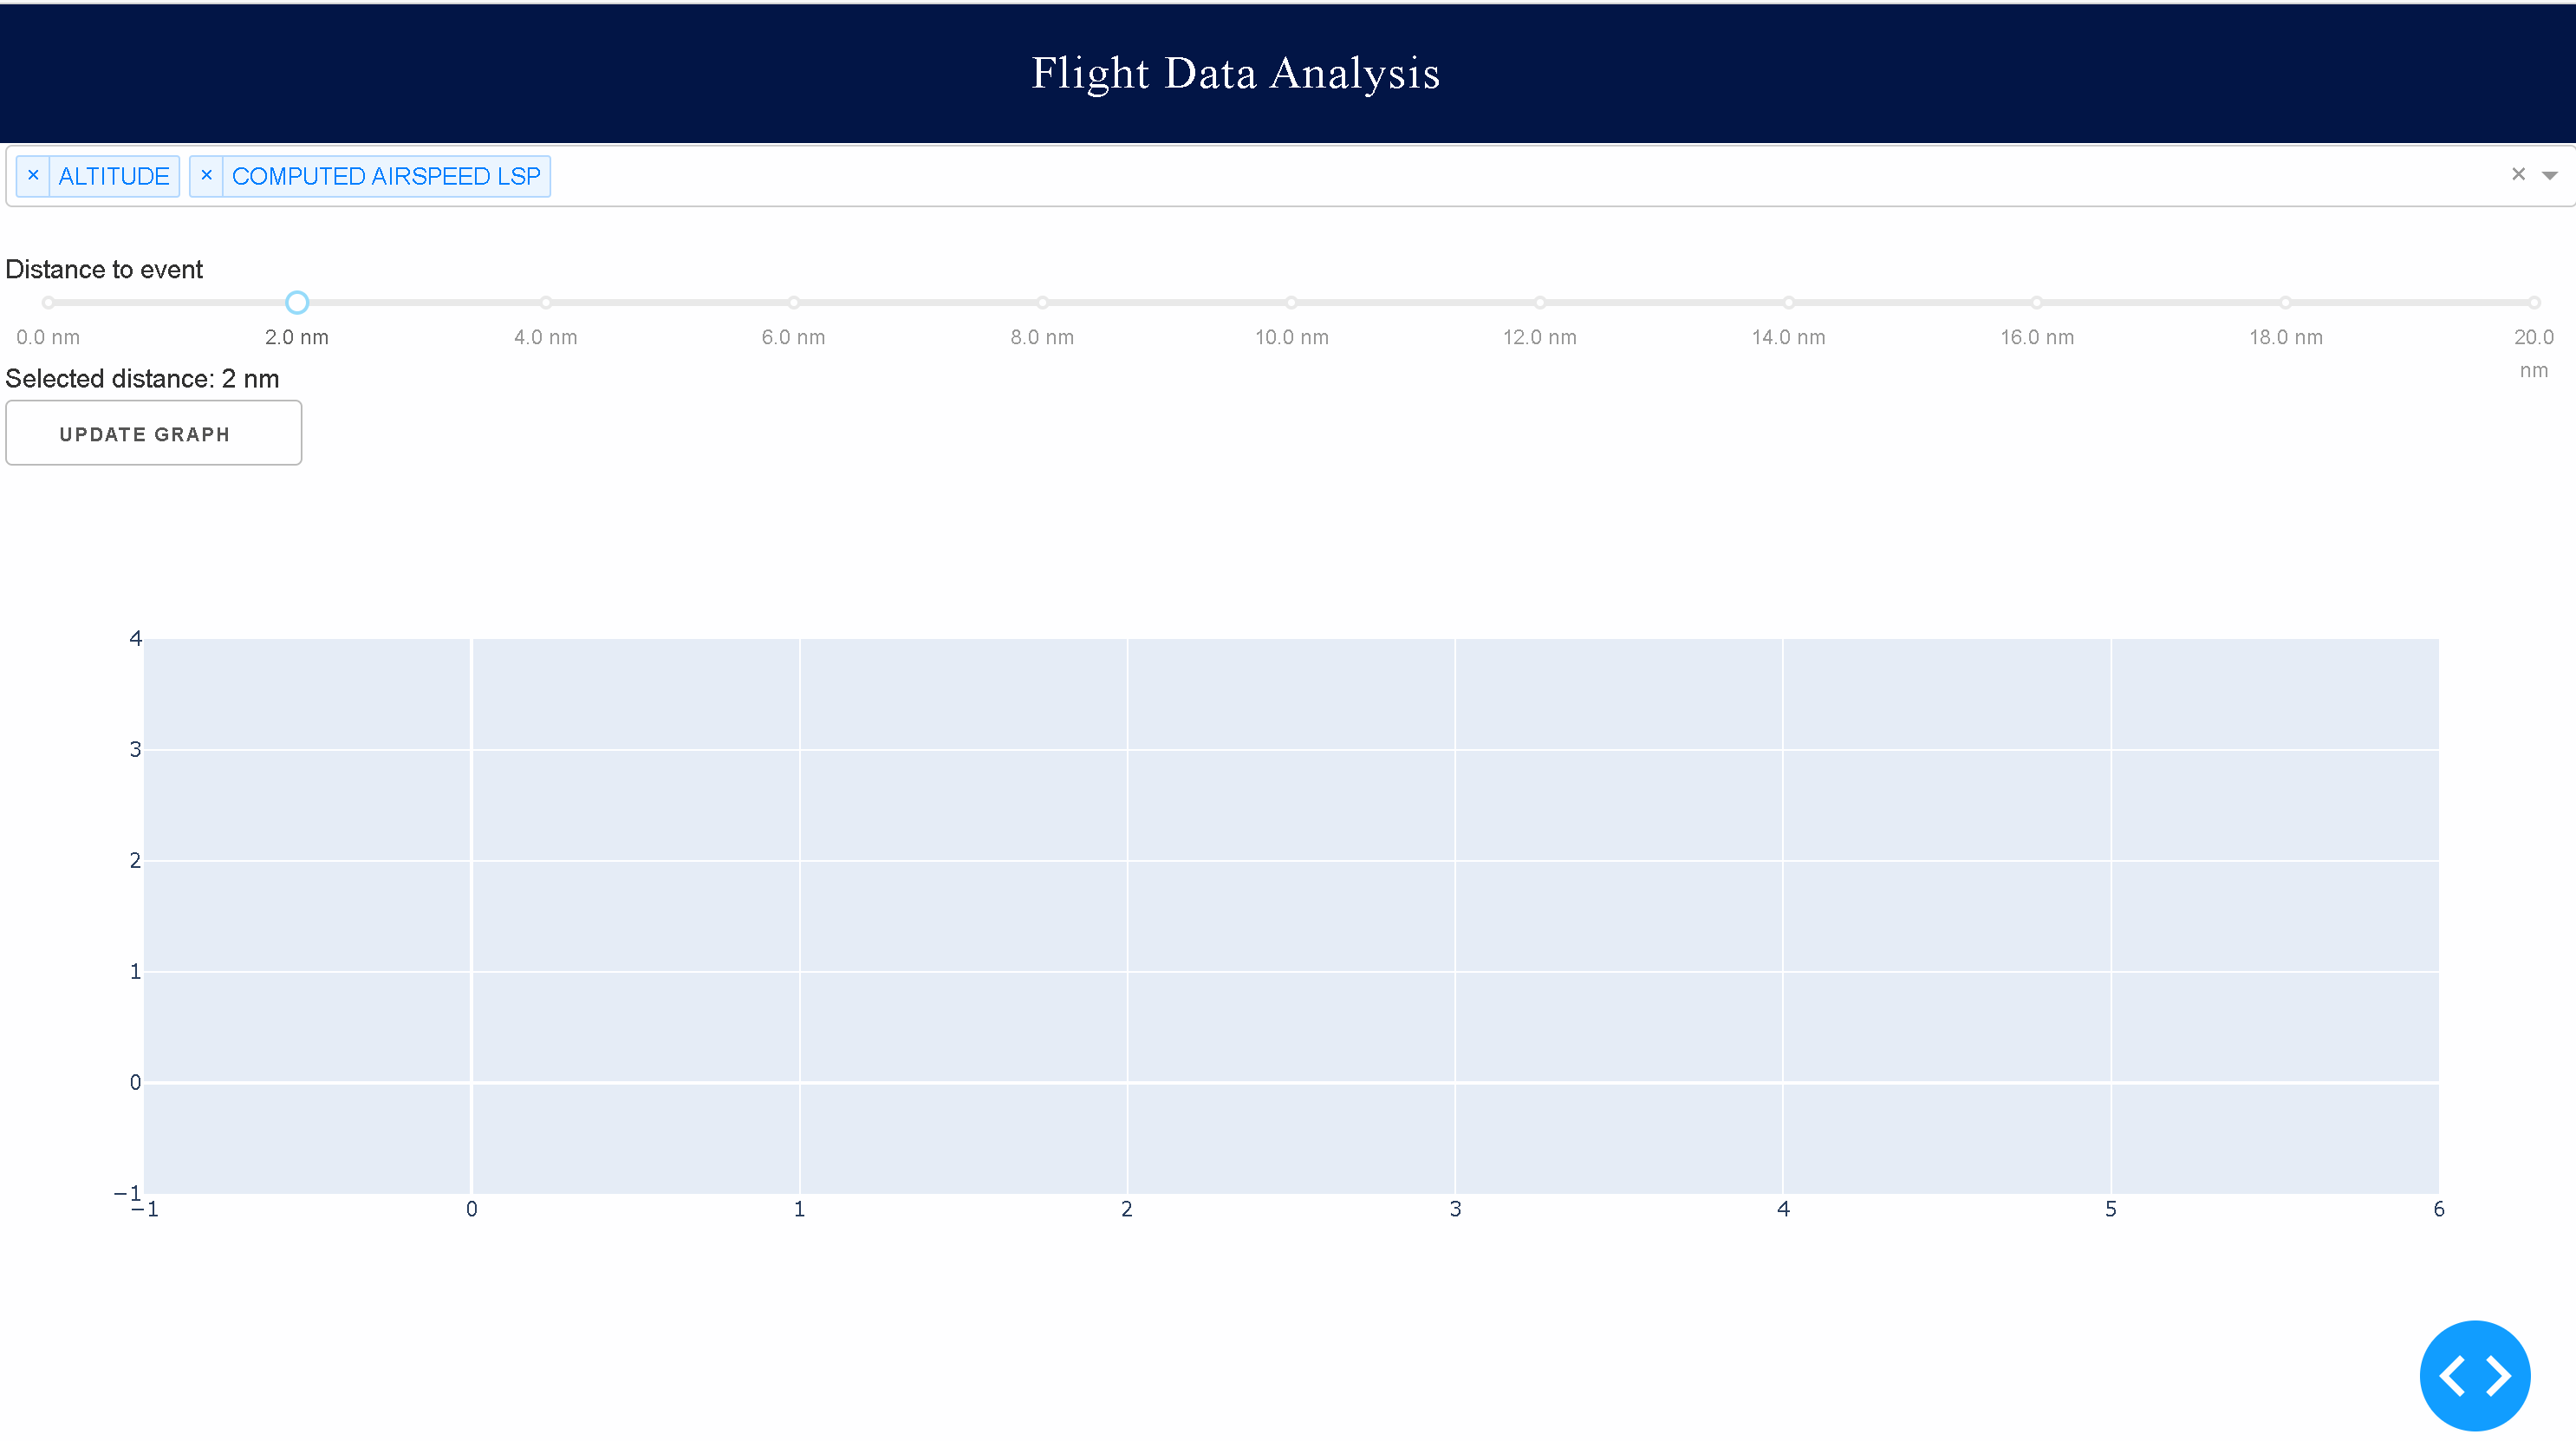 Flight Data Analysis
× ALTITUDE × COMPUTED AIRSPEED LSP ×
Distance to event
0.0 nm 2.0 nm 4.0 nm 6.0 nm 8.0 nm 10.0 nm 12.0 nm 14.0 nm 16.0 nm 18.0 nm 20.0
nm
Selected distance: 2 nm
UPDATE GRAPH
4
3
2
1
0
−1
−1 0 1 2 3 4 5 6